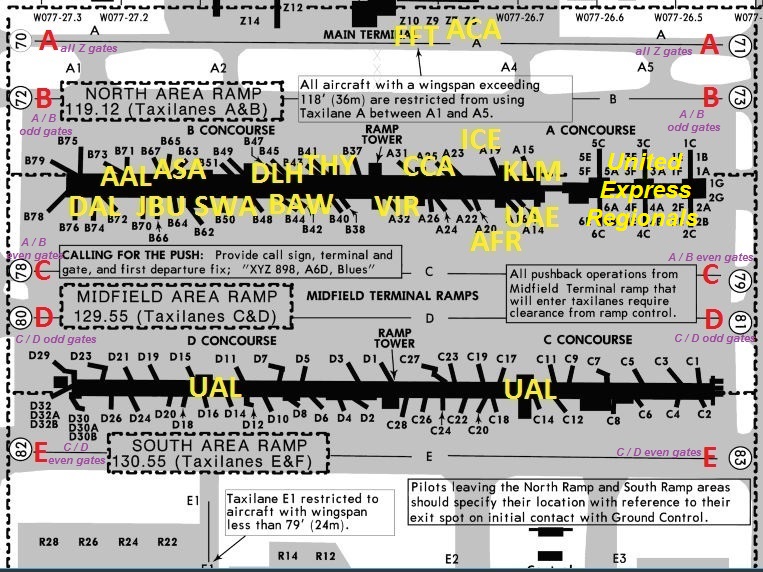 W077-27.2
W077-26.7
W077-26.6
W077-26.5
W077-
Z12
Z14
Z10 Z9
MAIN TERMINAL
FFT ACA
70
A
A
A
A
A
71
all Z gates
all Z gates
A1
A2
A4
A5
72
B
NORTH AREA RAMP
119.12 (Taxilanes A&B)
All aircraft with a wingspan exceeding
118' (36m) are restricted from using
Taxilane A between A1 and A5.
B
B
73
A / B
odd gates
A / B
odd gates
B CONCOURSE
RAMP
TOWER
A CONCOURSE
ICE
B75
B79
B73
B71
B67
B65
B63
B51
B49
B47
B45
B43
B41
B37
A31
A25
A23
A19
A15
5C
3C
1C
5E
3E
1B
1A
1G
2G
2A
2B
AAL
ASA
DLH
THY
CCA
KLM
United
Express
Regionals
DAL
JBU
SWA
BAW
VIR
UAE
AFR
B78
B76
B74
B72
B70
B66
B64
B62
B50
B48
B44
B42
B40
B38
A32
A26
A24
A22
A20
A14
6E
6C
4E
4C
2F
2C
A / B
even gates
A / B even gates
78
C
CALLING FOR THE PUSH: Provide call sign, terminal and
gate, and first departure fix; "XYZ 898, A6D, Blues"
C
All pushback operations from
Midfield Terminal ramp that
will enter taxilanes require
clearance from ramp control.
C
79
80
D
MIDFIELD AREA RAMP
129.55 (Taxilanes C&D)
MIDFIELD TERMINAL RAMPS
D
D
81
C / D odd gates
C / D odd gates
D CONCOURSE
RAMP
TOWER
C CONCOURSE
D29
D23
D21
D19
D15
D11
D7
D5
D3
D1
C27
C23
C19
C17
C11
C9
C7
C5
C3
C1
UAL
UAL
D32
D32A
D32B
D30
D30A
D30B
D26
D24
D20
D18
D16
D14
D12
D10
D8
D6
D4
D2
C28
C26
C24
C22
C20
C18
C14
C12
C8
C6
C4
C2
82
E
C / D
even gates
SOUTH AREA RAMP
130.55 (Taxilanes E&F)
E
C / D even gates
E
83
E1
Taxilane E1 restricted to
aircraft with wingspan
less than 79' (24m).
Pilots leaving the North Ramp and South Ramp areas
should specify their location with reference to their
exit spot on initial contact with Ground Control.
R28
R26
R24
R22
R14
R12
E2
E3